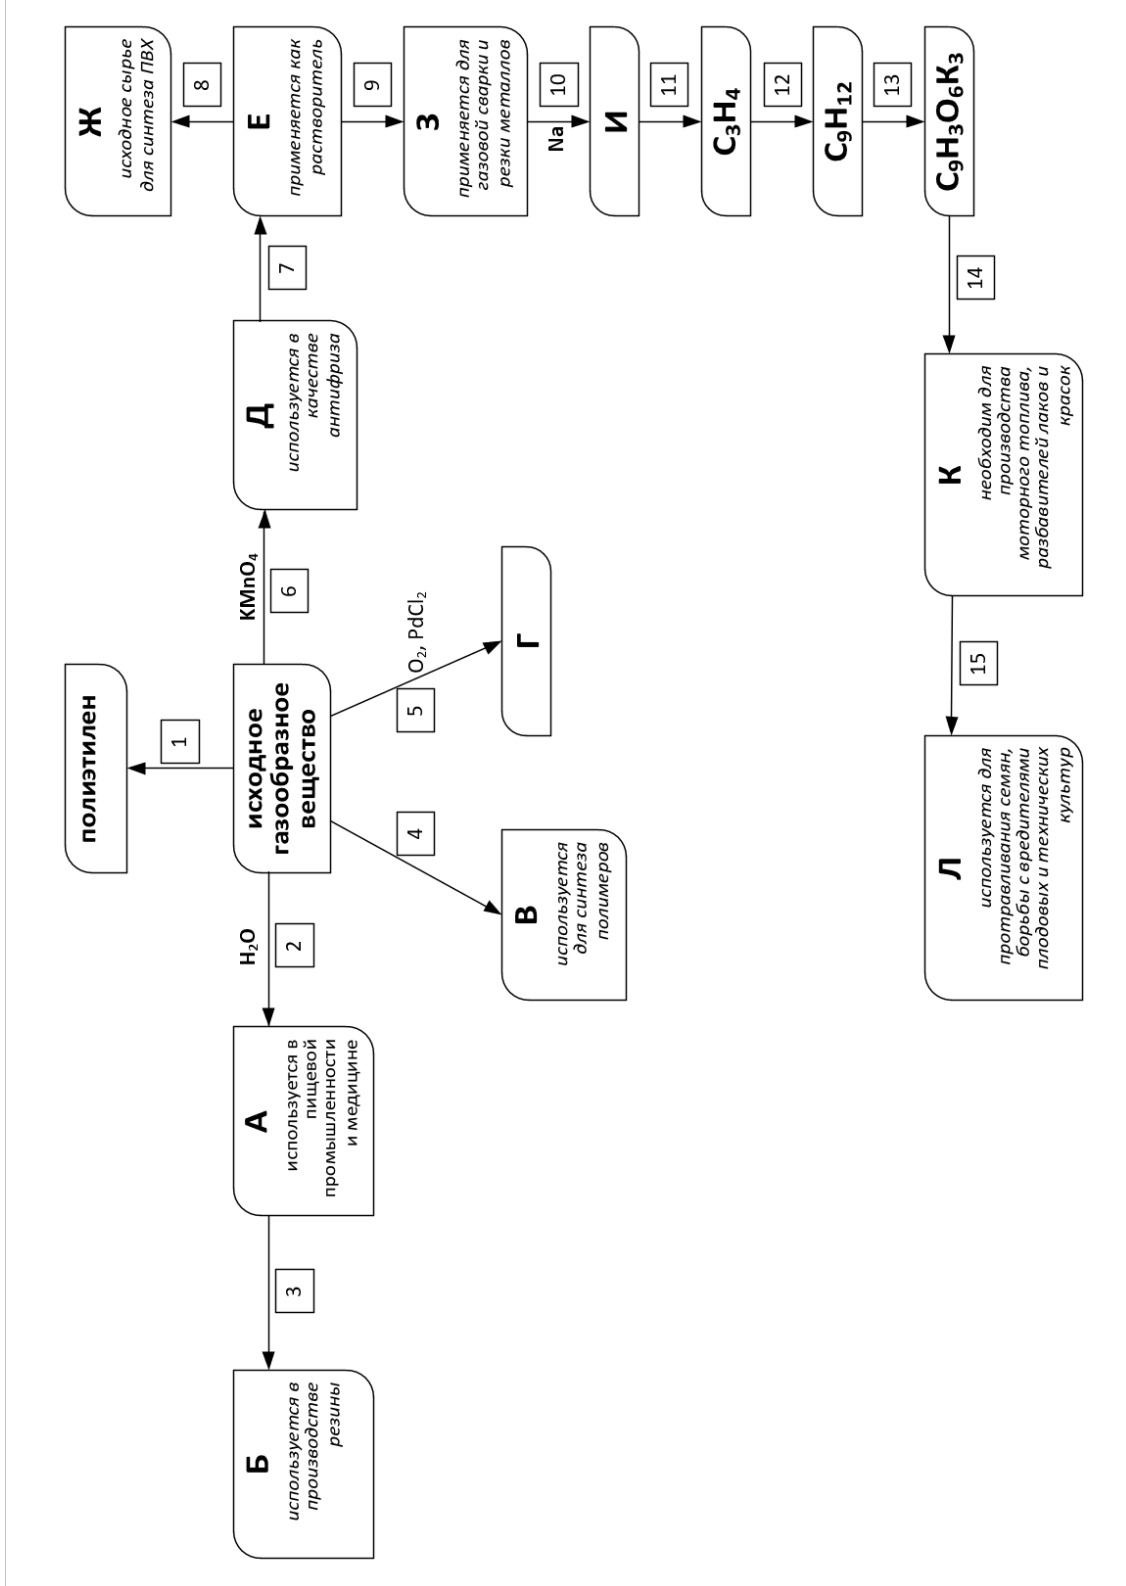 полиэтилен
1
исходное
газообразное
вещество
H₂O
2
А
используется в
пищевой
промышленности
и медицине
3
Б
используется в
производстве
резины
4
В
используется
для синтеза
полимеров
O₂, PdCl₂
5
Г
KMnO₄
6
Д
используется в
качестве
антифриза
7
Е
применяется как
растворитель
8
Ж
исходное сырье
для синтеза ПВХ
9
З
применяется для
газовой сварки и
резки металлов
Na
10
И
11
C₃H₄
12
C₉H₁₂
13
C₉H₃O₆K₃
14
К
необходим для
производства
моторного топлива,
разбавителей лаков и
красок
15
Л
используется для
протравливания семян,
борьбы с вредителями
плодовых и технических
культур